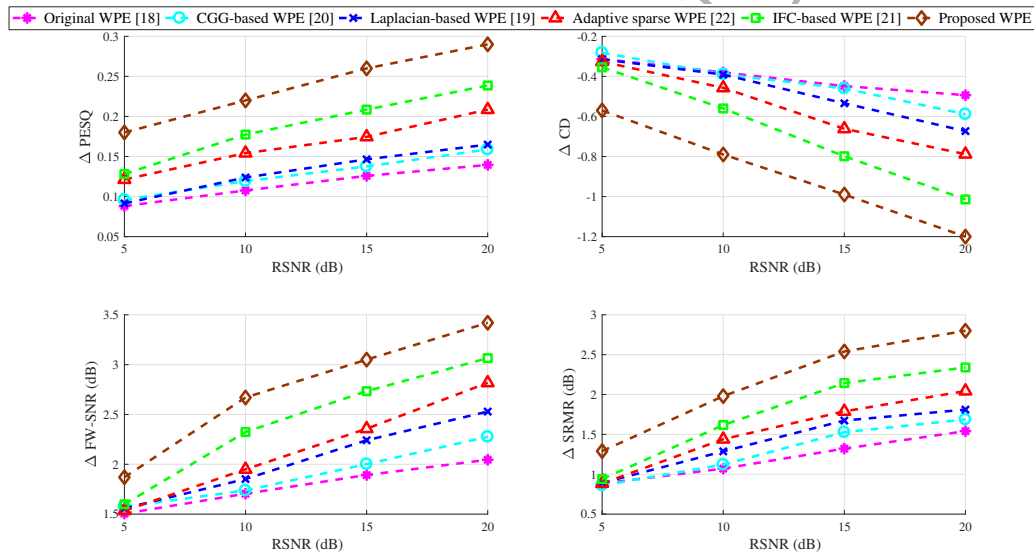 Original WPE [18] CGG-based WPE [20] Laplacian-based WPE [19] Adaptive sparse WPE [22] IFC-based WPE [21] Proposed WPE
0.3
0.25
0.2
0.15
0.1
0.05
Δ PESQ
5 10 15 20
RSNR (dB)
-0.2
-0.4
-0.6
-0.8
-1
-1.2
Δ CD
5 10 15 20
RSNR (dB)
3.5
3
2.5
2
1.5
Δ FW-SNR (dB)
5 10 15 20
RSNR (dB)
3
2.5
2
1.5
1
0.5
Δ SRMR (dB)
5 10 15 20
RSNR (dB)